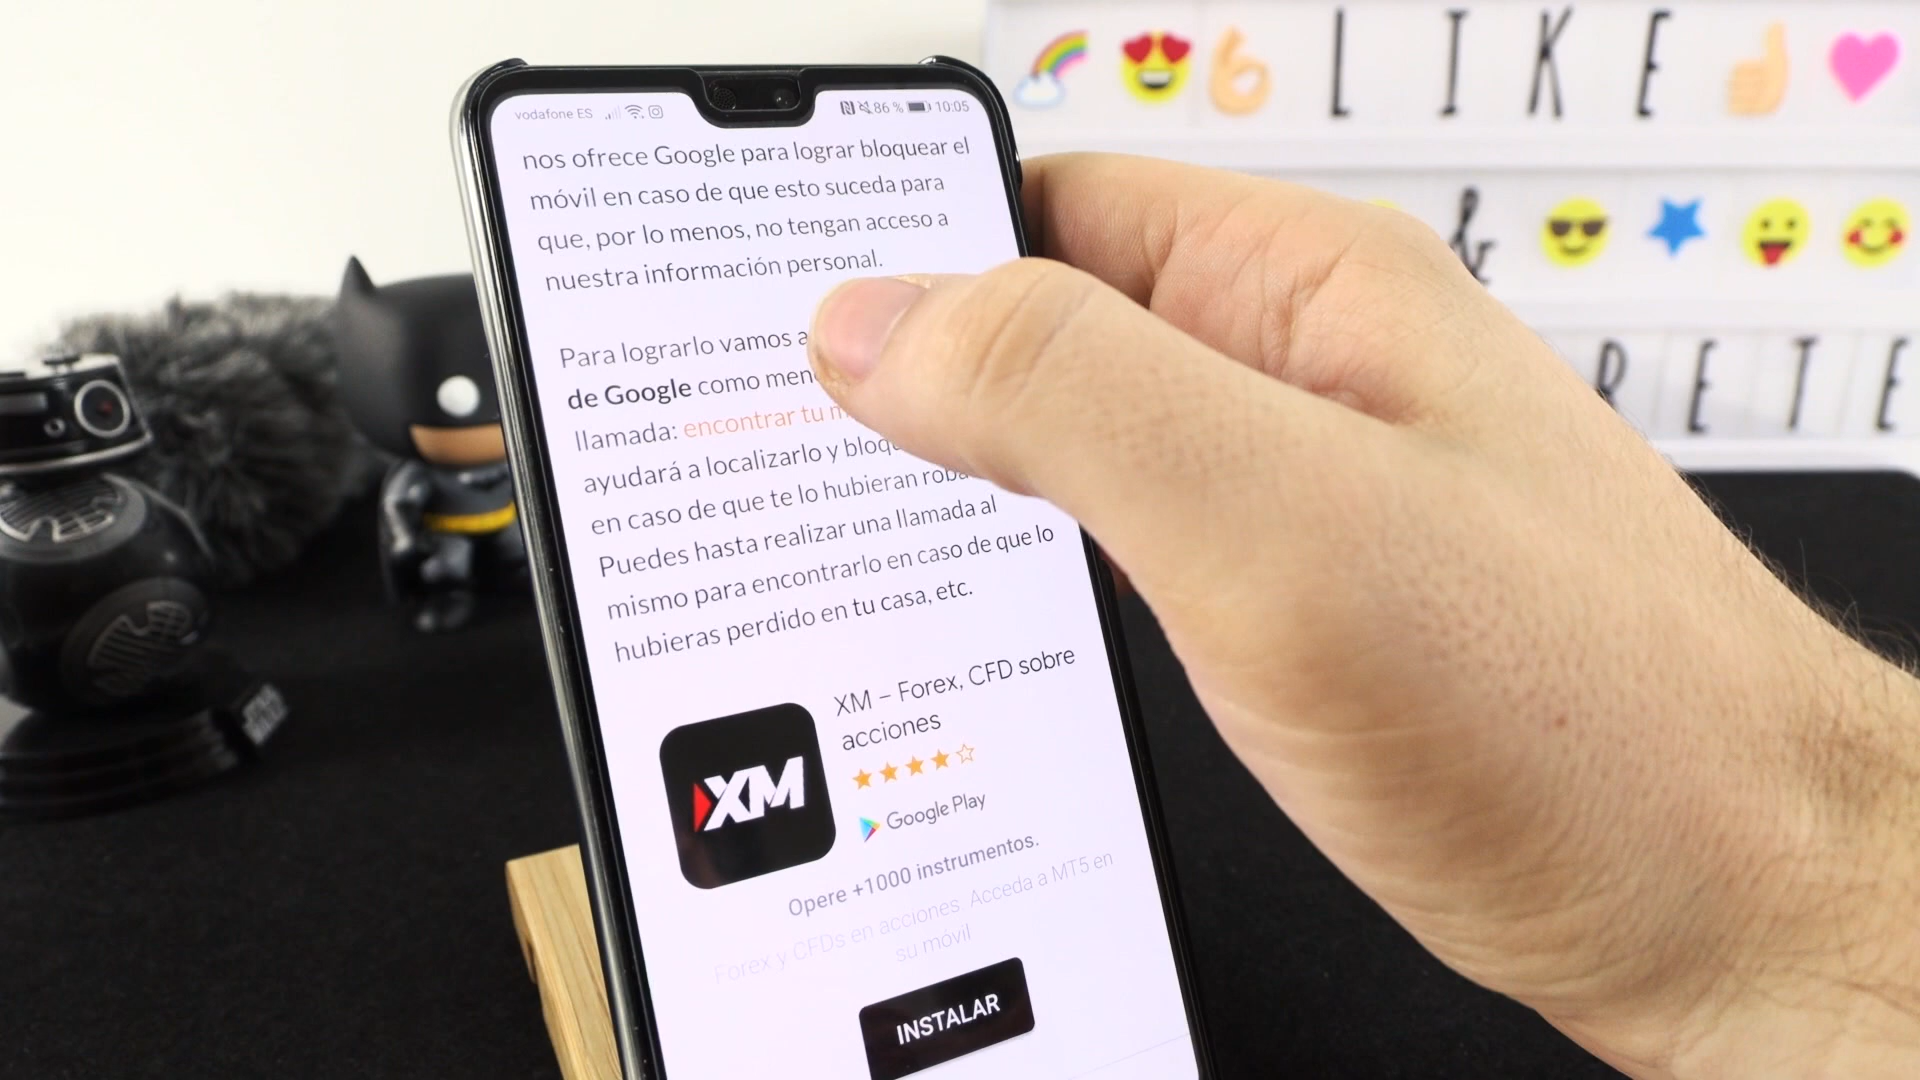 LIKE
&
RETE
vodafone ES
86 % 10:05
nos ofrece Google para lograr bloquear el
móvil en caso de que esto suceda para
que, por lo menos, no tengan acceso a
nuestra información personal.
Para lograrlo vamos a
de Google como
llamada: encontrar tu
ayudará a localizarlo y
en caso de que te lo hubieran
Puedes hasta realizar una llamada al
mismo para encontrarlo en caso de que lo
hubieras perdido en tu casa, etc.
XM – Forex, CFD sobre
acciones
XM
Google Play
Opere +1000 instrumentos.
Forex y CFDs en acciones. Acceda a MT5 en
su móvil
INSTALAR